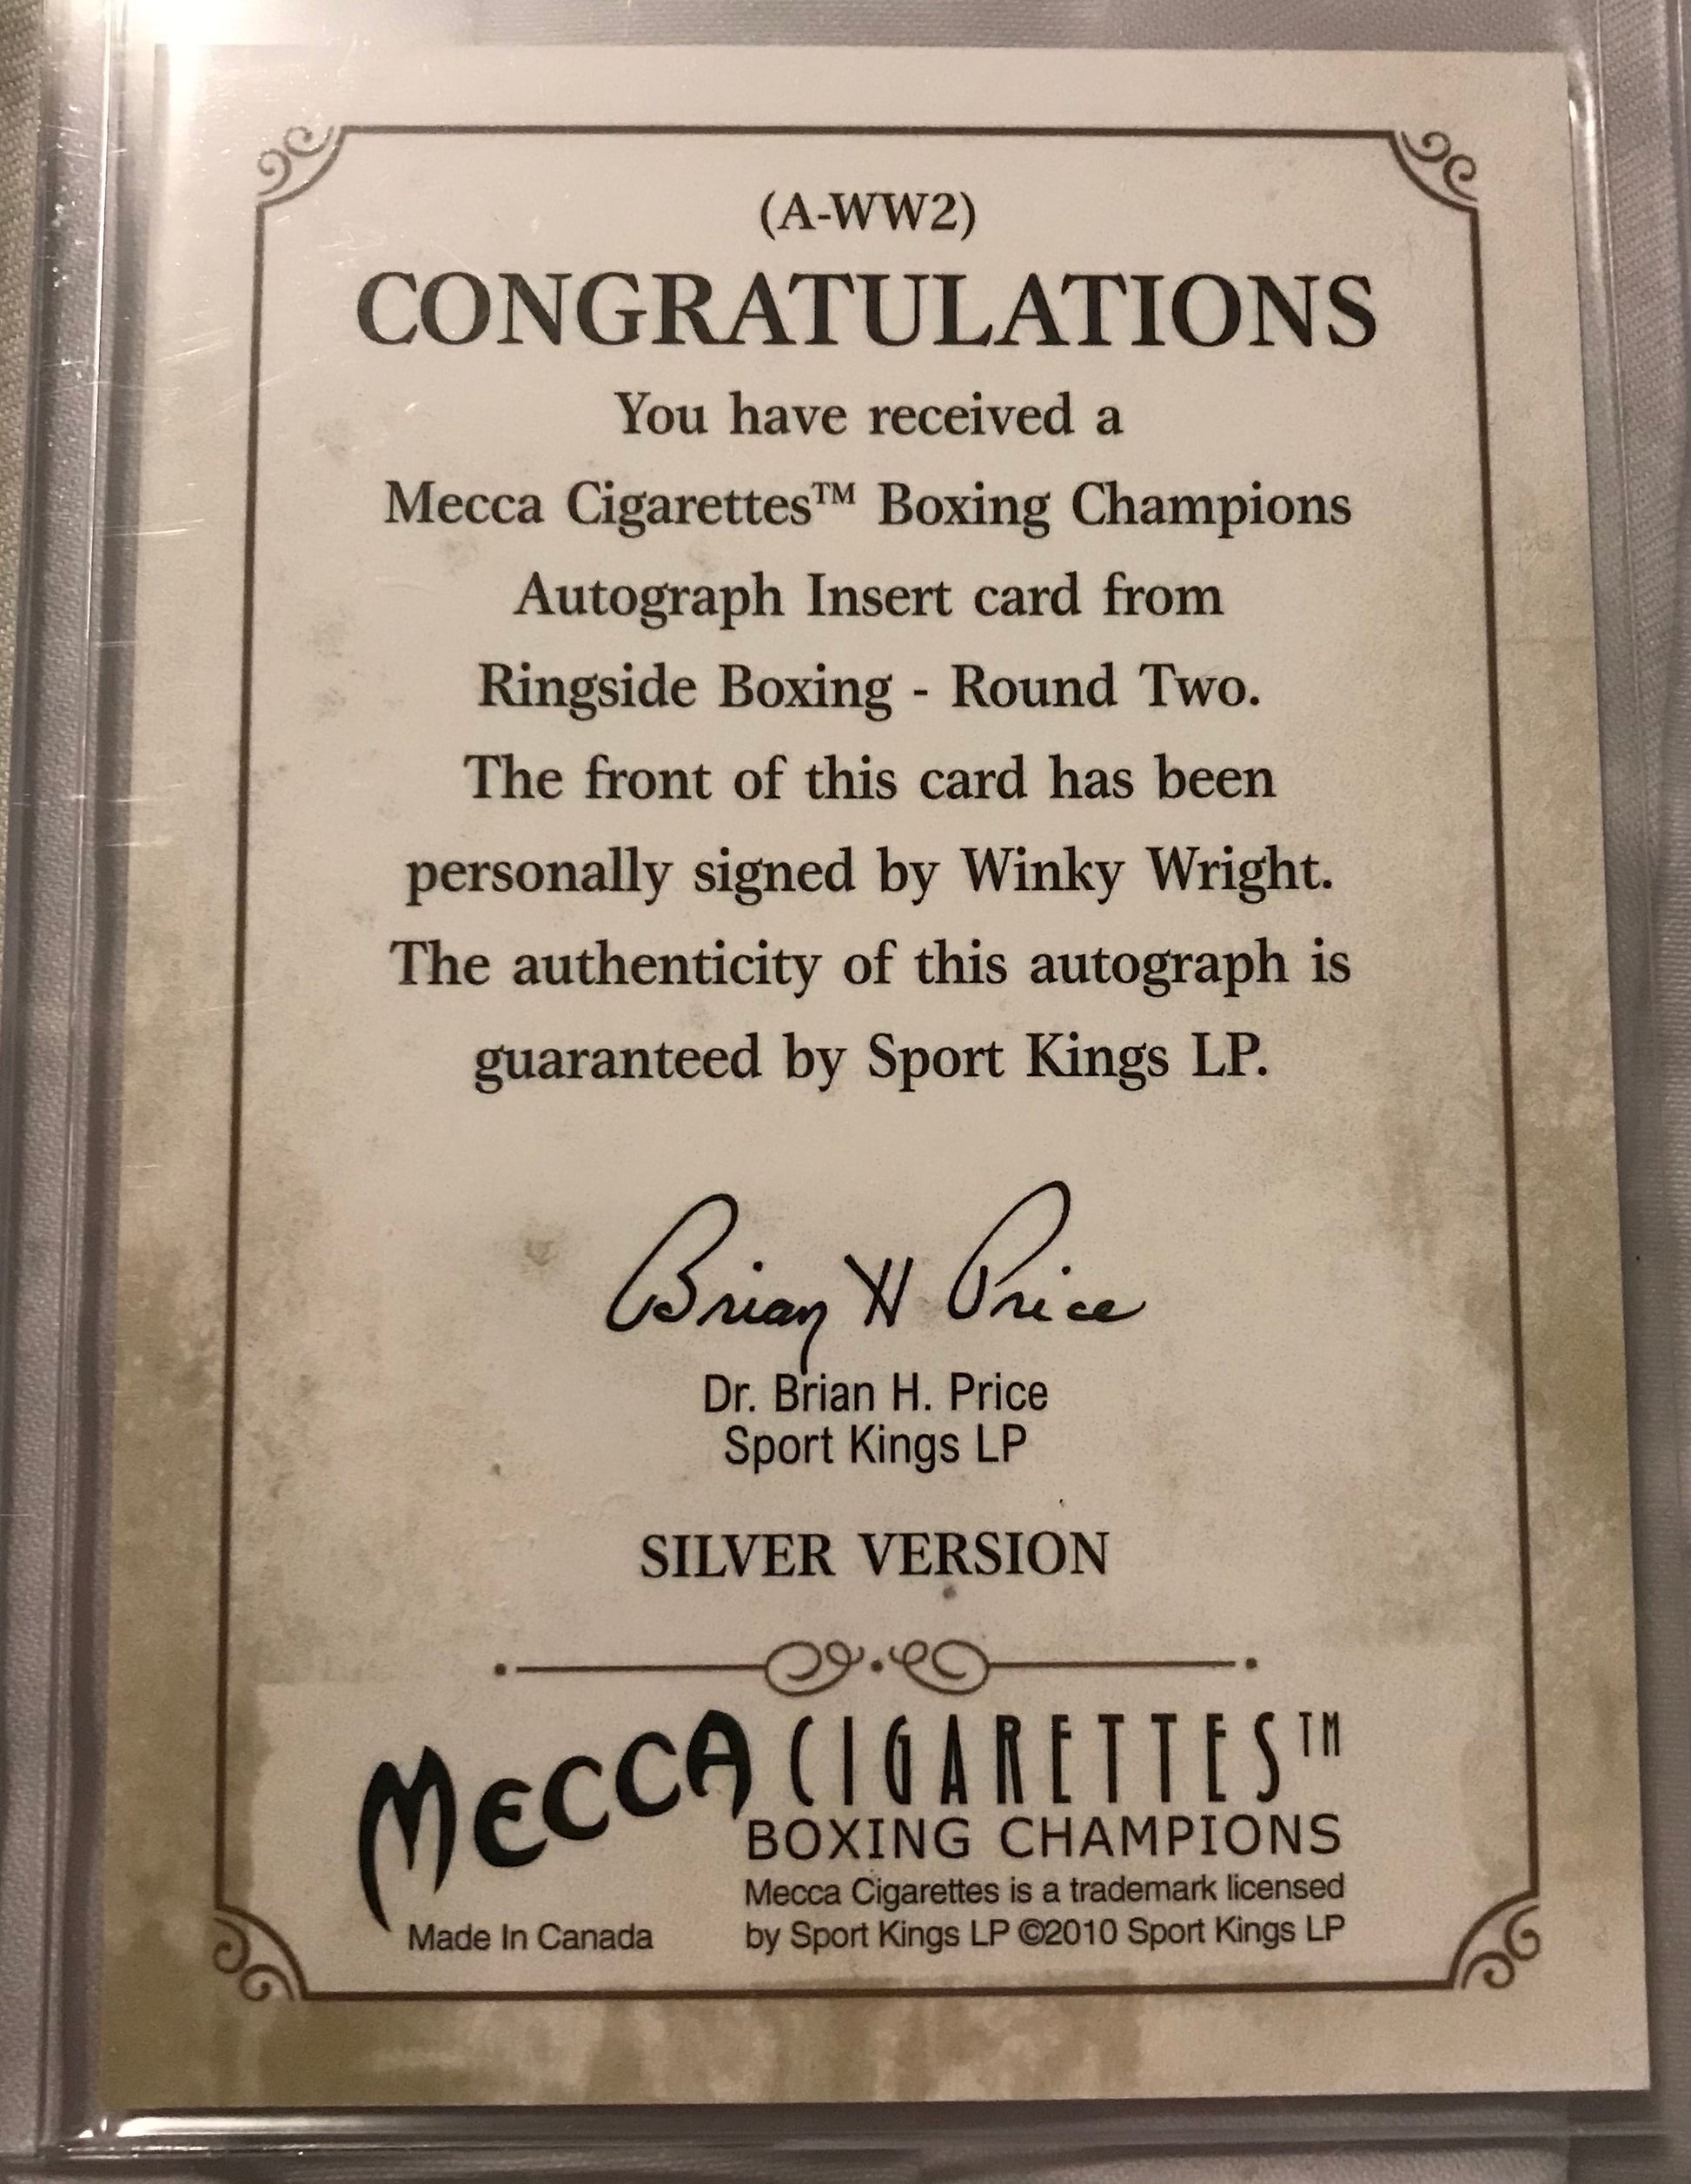 (A-WW2)
CONGRATULATIONS
You have received a
Mecca Cigarettes™ Boxing Champions
Autograph Insert card from
Ringside Boxing - Round Two.
The front of this card has been
personally signed by Winky Wright.
The authenticity of this autograph is
guaranteed by Sport Kings LP.
Brian H Price
Dr. Brian H. Price
Sport Kings LP
SILVER VERSION
MECCA CIGARETTES™
BOXING CHAMPIONS
Mecca Cigarettes is a trademark licensed
Made In Canada by Sport Kings LP ©2010 Sport Kings LP